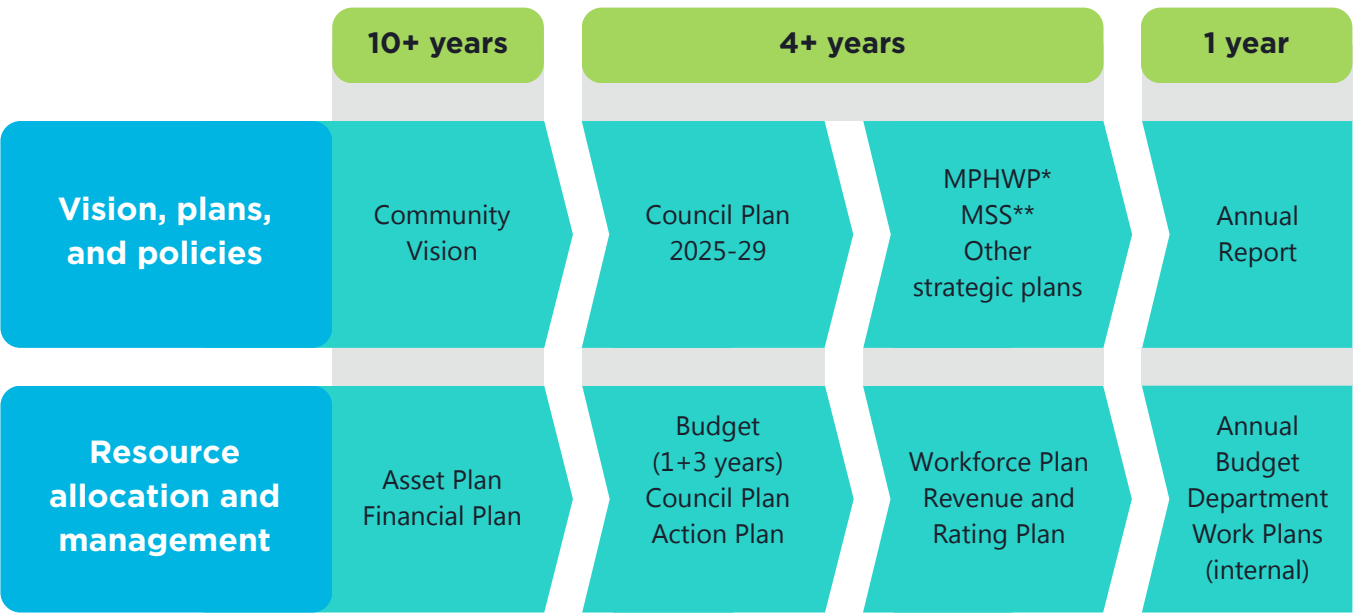 10+ years
4+ years
1 year
Vision, plans,
and policies
Community
Vision
Council Plan
2025-29
MPHWP*
MSS**
Other
strategic plans
Annual
Report
Resource
allocation and
management
Asset Plan
Financial Plan
Budget
(1+3 years)
Council Plan
Action Plan
Workforce Plan
Revenue and
Rating Plan
Annual
Budget
Department
Work Plans
(internal)